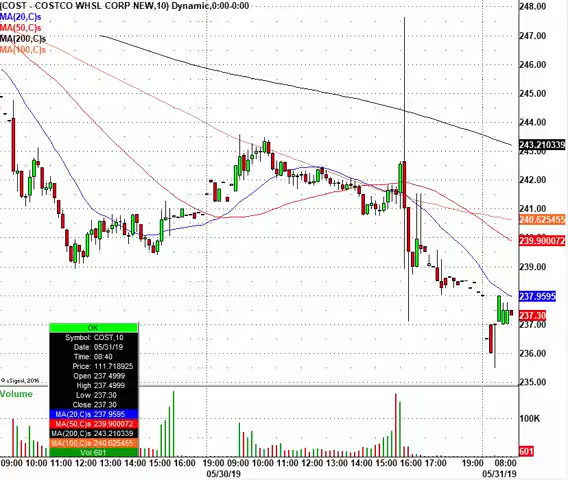 (COST - COSTCO WHSL CORP NEW,10) Dynamic,0:00-0:00
MA(20,C)s
MA(50,C)s
MA(200,C)s
MA(100,C)s
248.00
247.00
246.00
245.00
244.00
243.210339
243.00
242.00
241.00
240.625455
239.900072
239.00
237.9595
237.30
237.00
236.00
235.00
© eSignal, 2016
OK
Symbol: COST,10
Date: 05/31/19
Time: 08:40
Price: 111.718925
Open 237.4999
High 237.4999
Low 237.30
Close 237.30
MA(20,C)s 237.9595
MA(50,C)s 239.900072
MA(200,C)s 243.210339
MA(100,C)s 240.625455
Vol 601
Volume
100K
601
09:00 10:00 11:00 12:00 13:00 14:00 15:00 16:00 19:00 09:00 10:00 11:00 12:00 13:00 14:00 15:00 16:00 17:00 19:00 08:00
05/30/19 05/31/19